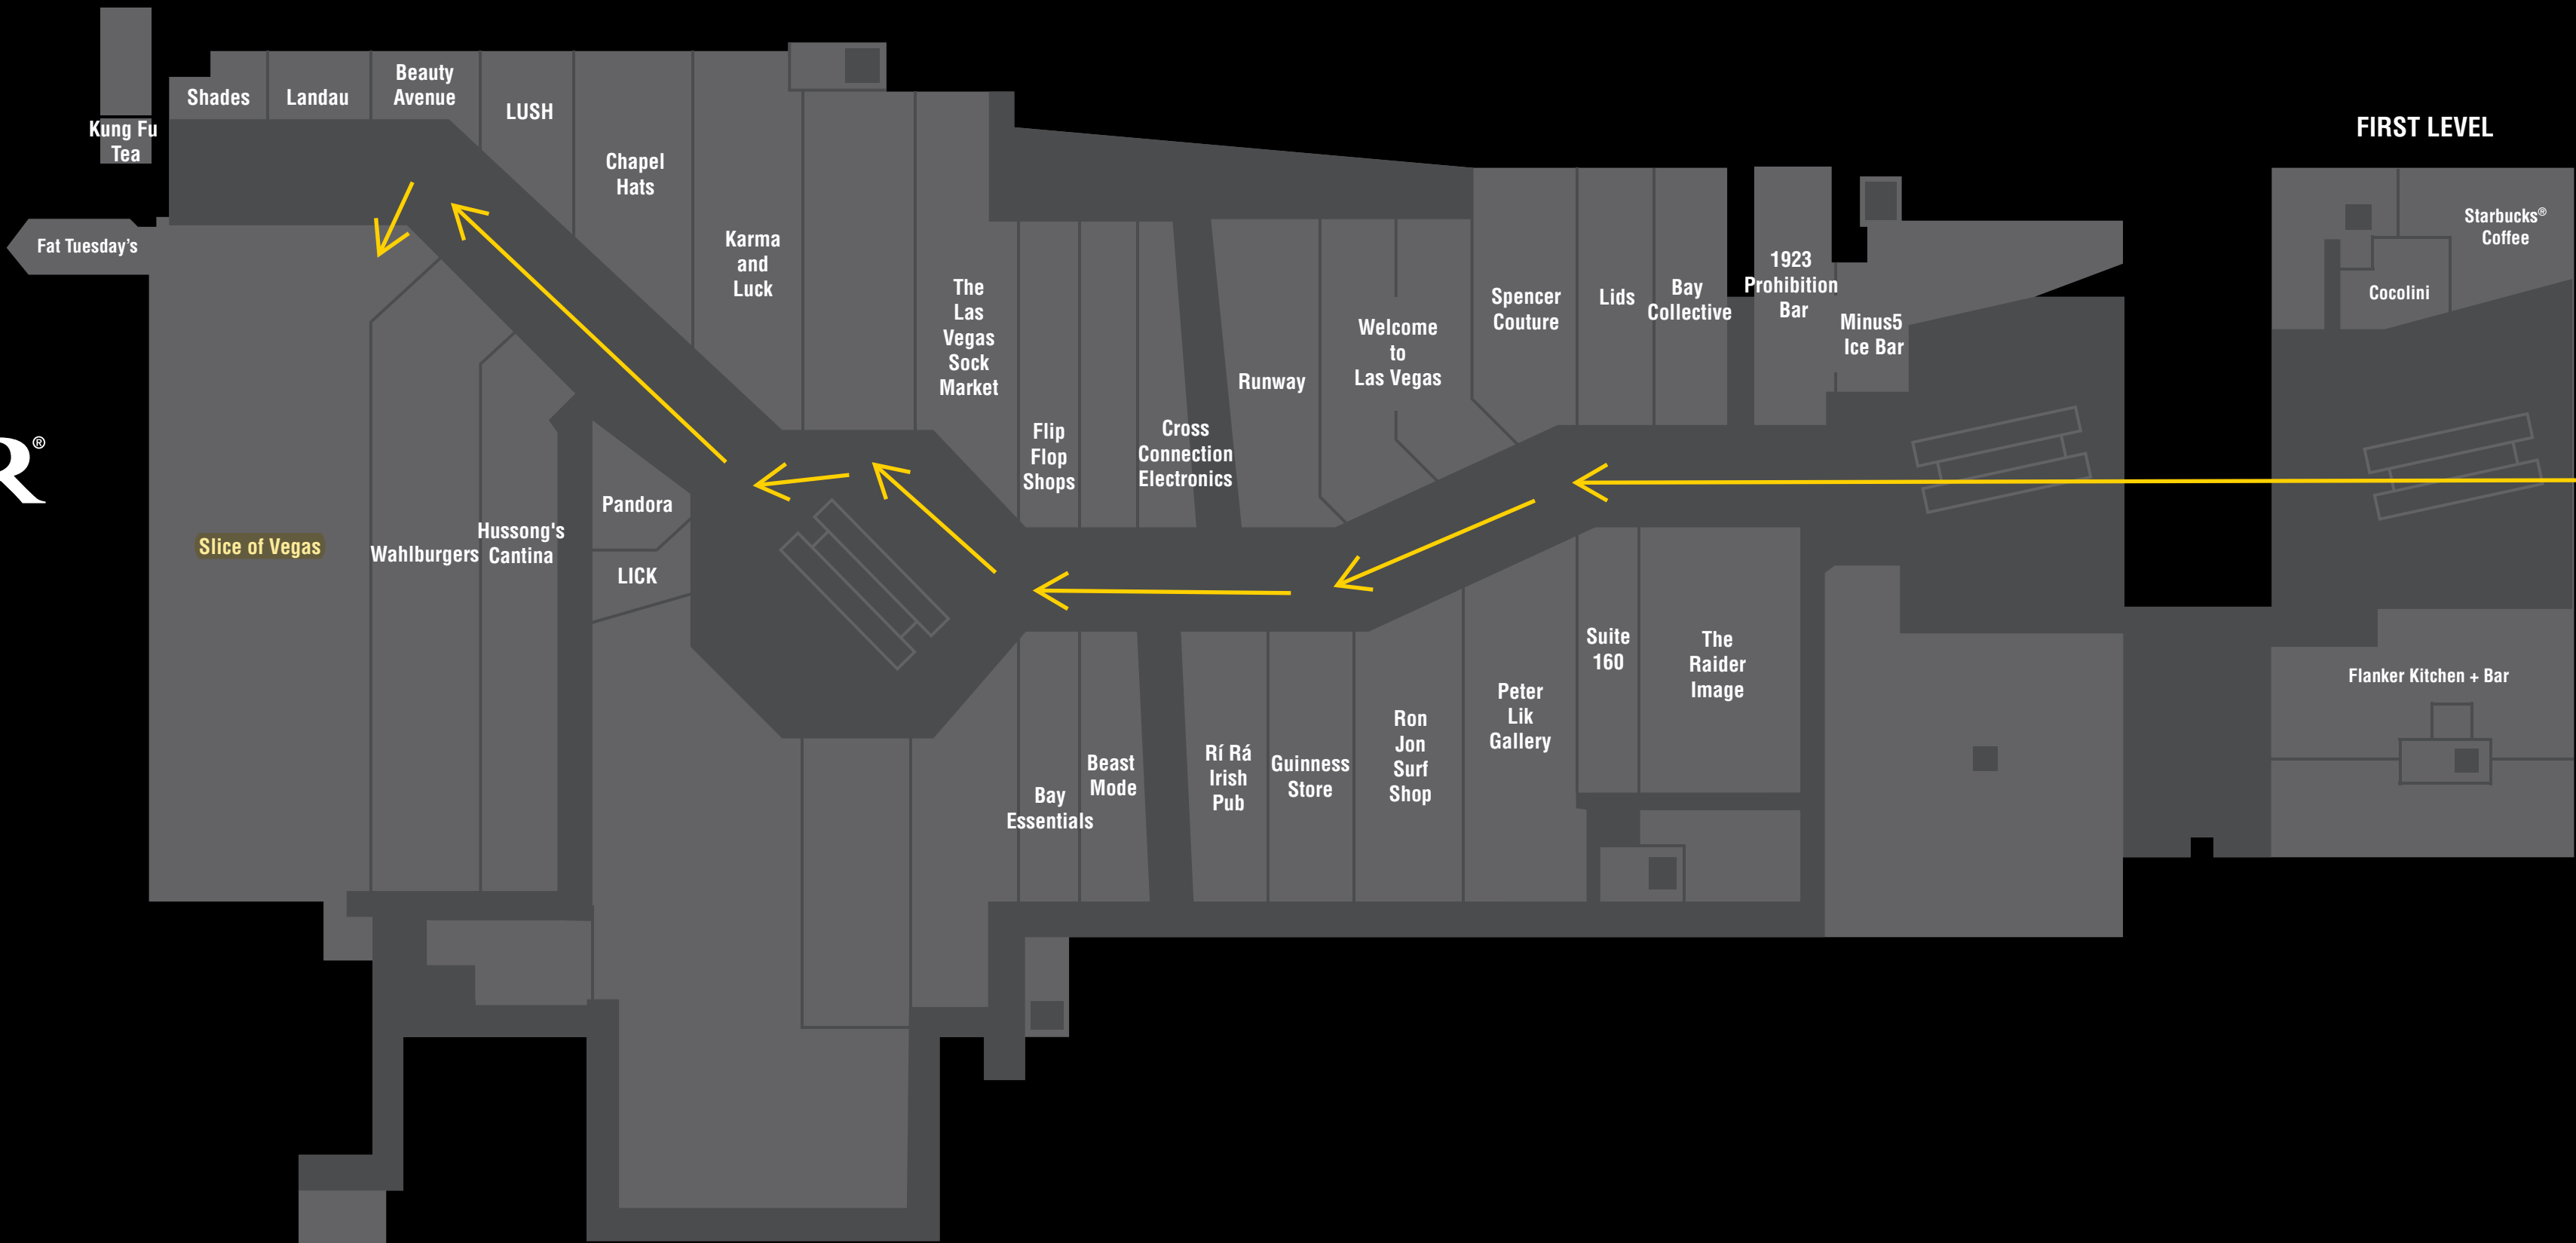 Shades
Landau
Beauty
Avenue
LUSH
Kung Fu
Tea
Fat Tuesday's
Chapel
Hats
Karma
and
Luck
The
Las
Vegas
Sock
Market
Flip
Flop
Shops
Cross
Connection
Electronics
Runway
Welcome
to
Las Vegas
Spencer
Couture
Lids
Bay
Collective
1923
Prohibition
Bar
Minus5
Ice Bar
FIRST LEVEL
Starbucks®
Coffee
Cocolini
R®
Slice of Vegas
Wahlburgers
Hussong's
Cantina
Pandora
LICK
Bay
Essentials
Beast
Mode
Rí Rá
Irish
Pub
Guinness
Store
Ron
Jon
Surf
Shop
Peter
Lik
Gallery
Suite
160
The
Raider
Image
Flanker Kitchen + Bar